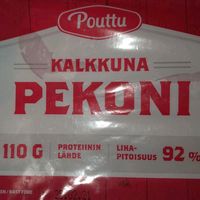 Pouttu
KALKKUNA
PEKONI
110 G
PROTEIININ
LÄHDE
LIHA-
PITOISUUS
92 %